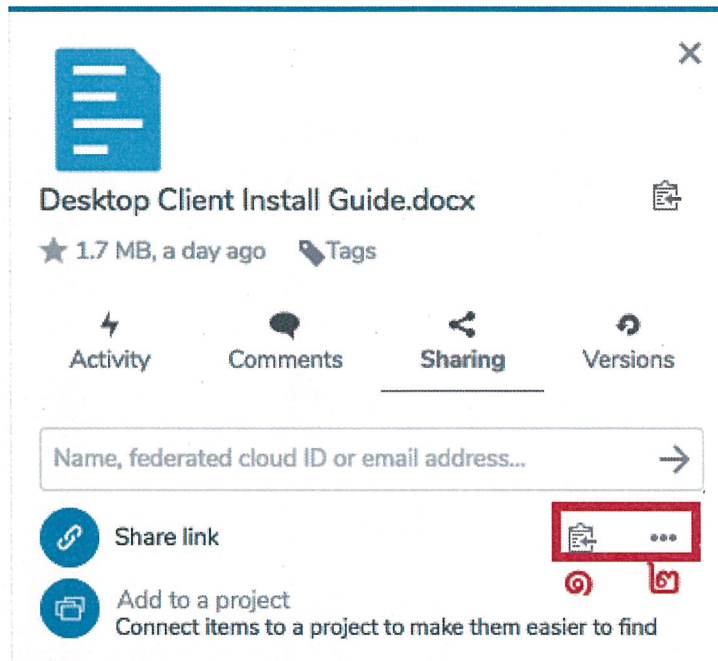 Desktop Client Install Guide.docx
1.7 MB, a day ago Tags
Activity Comments Sharing Versions
Name, federated cloud ID or email address...
Share link
๑ ๒
Add to a project
Connect items to a project to make them easier to find